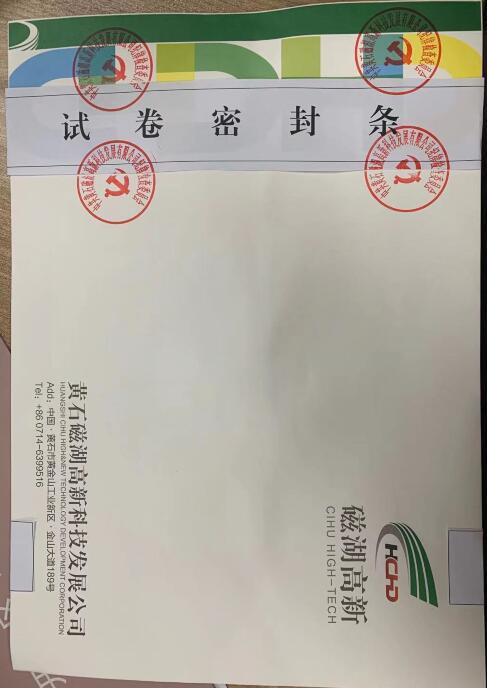 试卷密封条
HCHD
磁湖高新
CIHU HIGH-TECH
黄石磁湖高新科技发展公司
HUANGSHI CIHU HIGH&NEW TECHNOLOGY DEVELOPMENT CORPORATION
Add: 中国·黄石市黄金山工业新区·金山大道189号
Tel: +86 0714-6399516